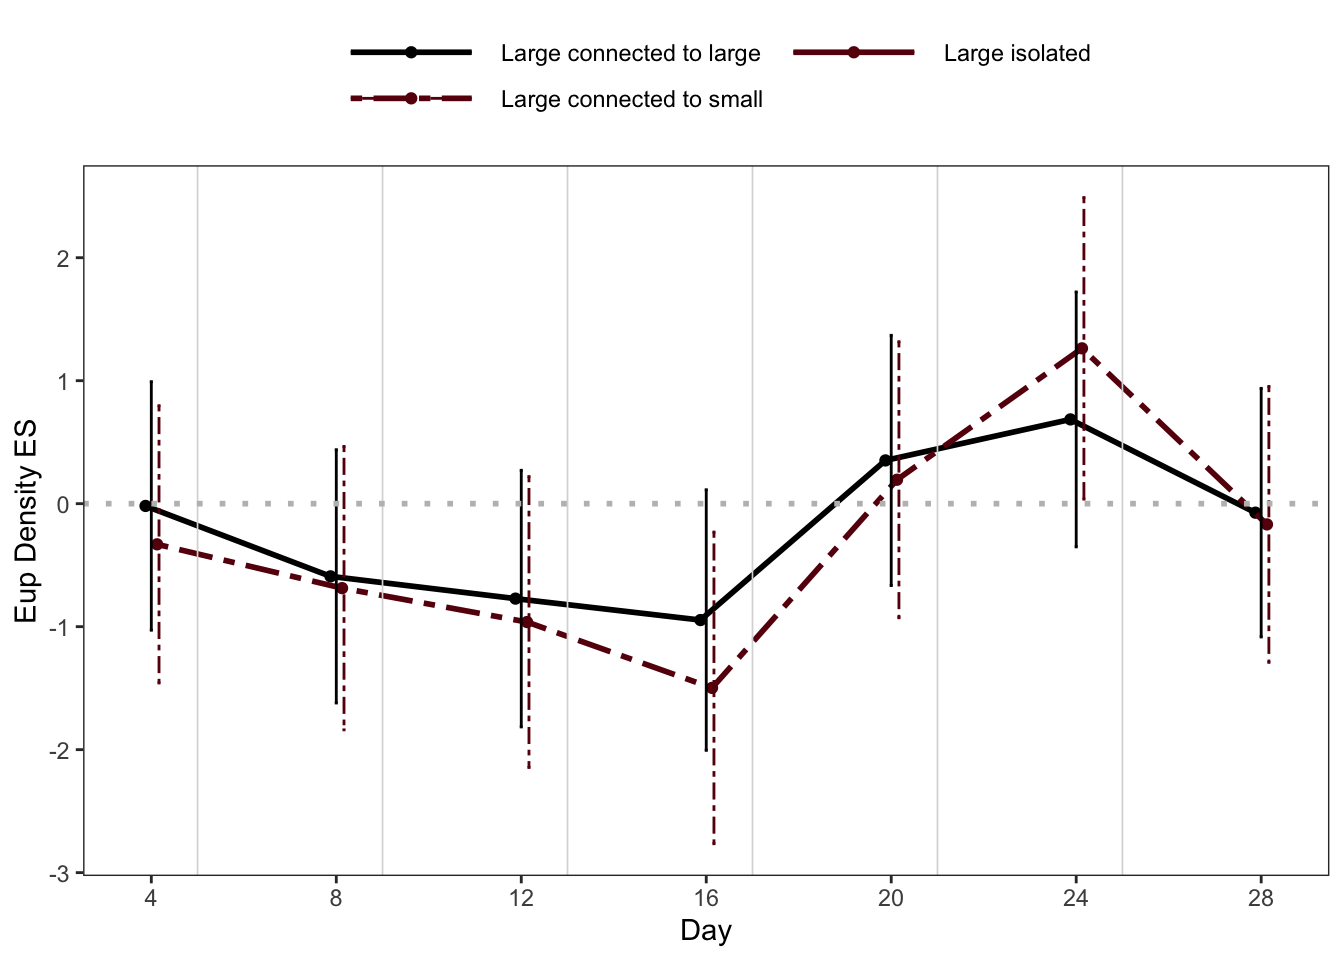 Large connected to large
Large isolated
Large connected to small
Eup Density ES
2
1
0
-1
-2
-3
4 8 12 16 20 24 28
Day